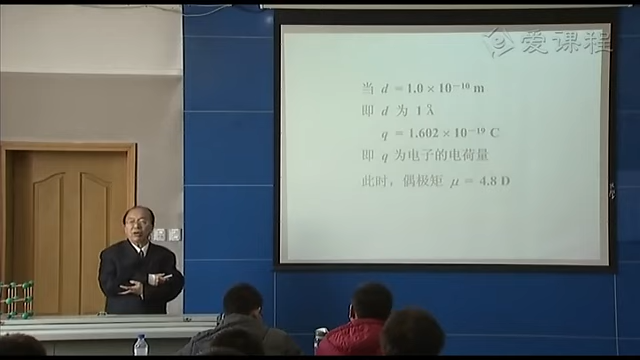 爱课程
当 d = 1.0 × 10⁻¹⁰ m
即 d 为 1 Å
q = 1.602 × 10⁻¹⁹ C
即 q 为电子的电荷量
此时，偶极矩 μ = 4.8 D